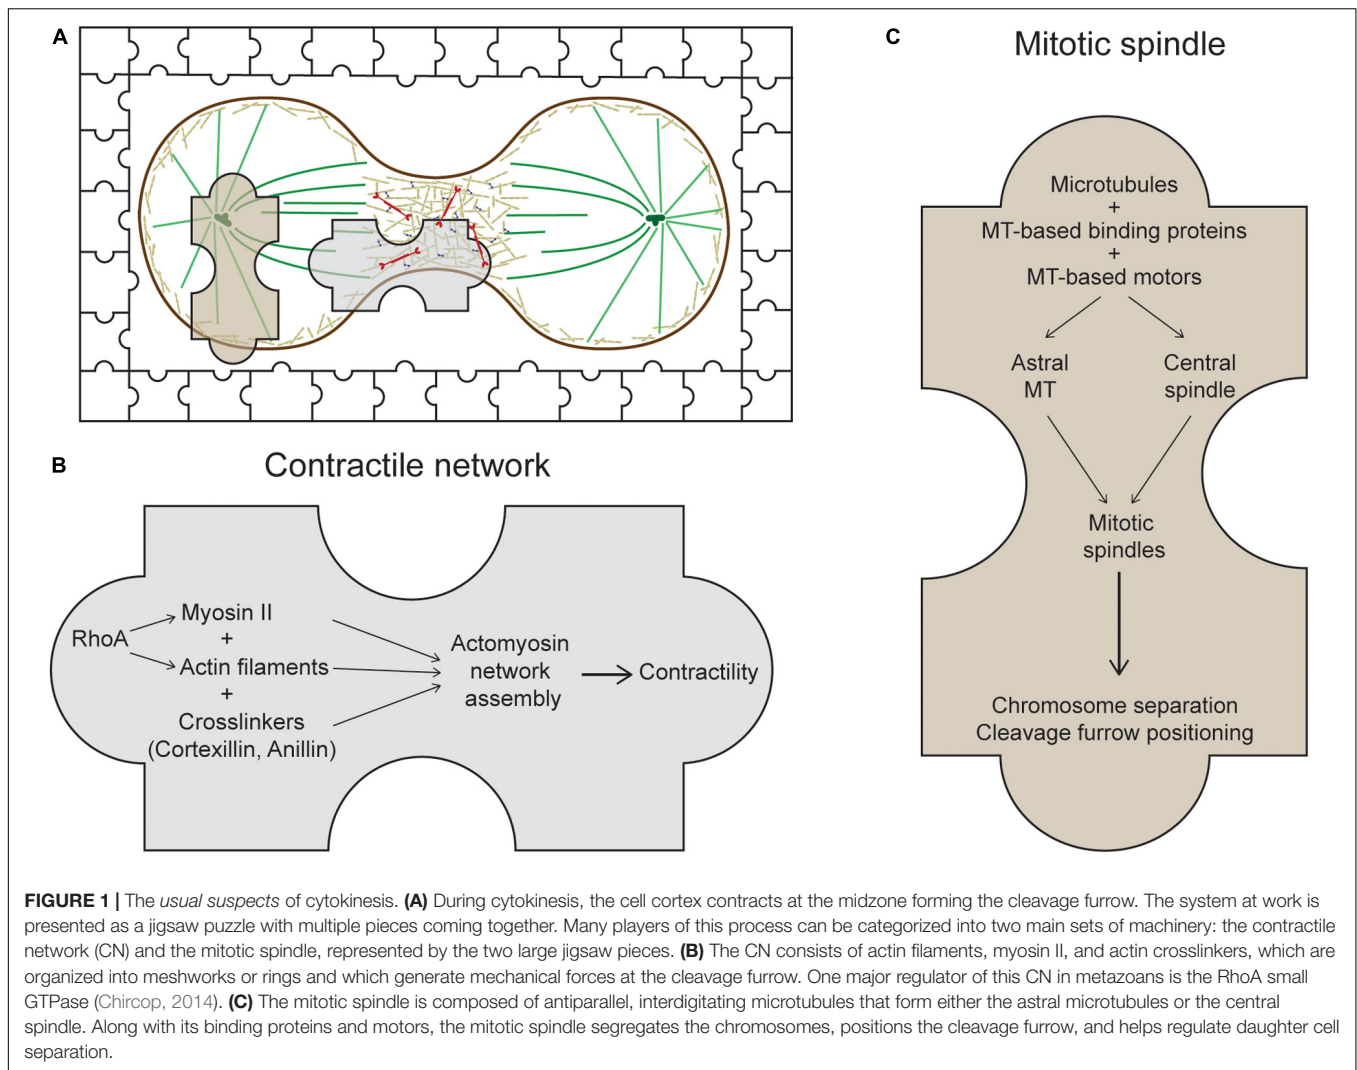 A
B
Contractile network
RhoA
Myosin II
+
Actin filaments
+
Crosslinkers
(Cortexillin, Anillin)
Actomyosin
network
assembly
Contractility
C
Mitotic spindle
Microtubules
+
MT-based binding proteins
+
MT-based motors
Astral
MT
Central
spindle
Mitotic
spindles
Chromosome separation
Cleavage furrow positioning
FIGURE 1 | The usual suspects of cytokinesis. (A) During cytokinesis, the cell cortex contracts at the midzone forming the cleavage furrow. The system at work is
presented as a jigsaw puzzle with multiple pieces coming together. Many players of this process can be categorized into two main sets of machinery: the contractile
network (CN) and the mitotic spindle, represented by the two large jigsaw pieces. (B) The CN consists of actin filaments, myosin II, and actin crosslinkers, which are
organized into meshworks or rings and which generate mechanical forces at the cleavage furrow. One major regulator of this CN in metazoans is the RhoA small
GTPase (Chircop, 2014). (C) The mitotic spindle is composed of antiparallel, interdigitating microtubules that form either the astral microtubules or the central
spindle. Along with its binding proteins and motors, the mitotic spindle segregates the chromosomes, positions the cleavage furrow, and helps regulate daughter cell
separation.